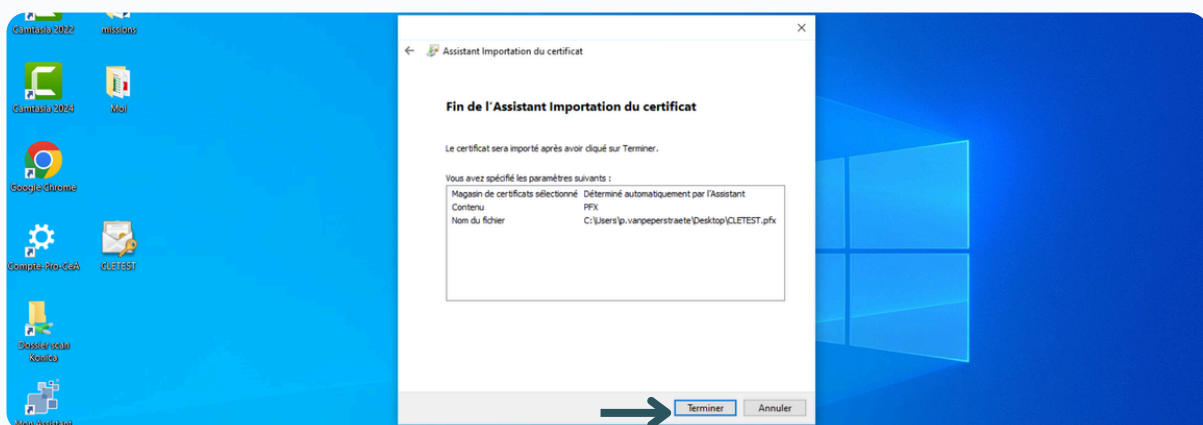 Camtasia 2022
missions
Camtasia 2024
Moi
Google Chrome
Compte-Pro-CeA
CLETEST
Dossier scan
Konica
Mon Assistant
Assistant Importation du certificat
Fin de l'Assistant Importation du certificat
Le certificat sera importé après avoir cliqué sur Terminer.
Vous avez spécifié les paramètres suivants :
Magasin de certificats sélectionné Déterminé automatiquement par l'Assistant
Contenu PFX
Nom du fichier C:\Users\p.vanpeperstraete\Desktop\CLETEST.pfx
Terminer
Annuler